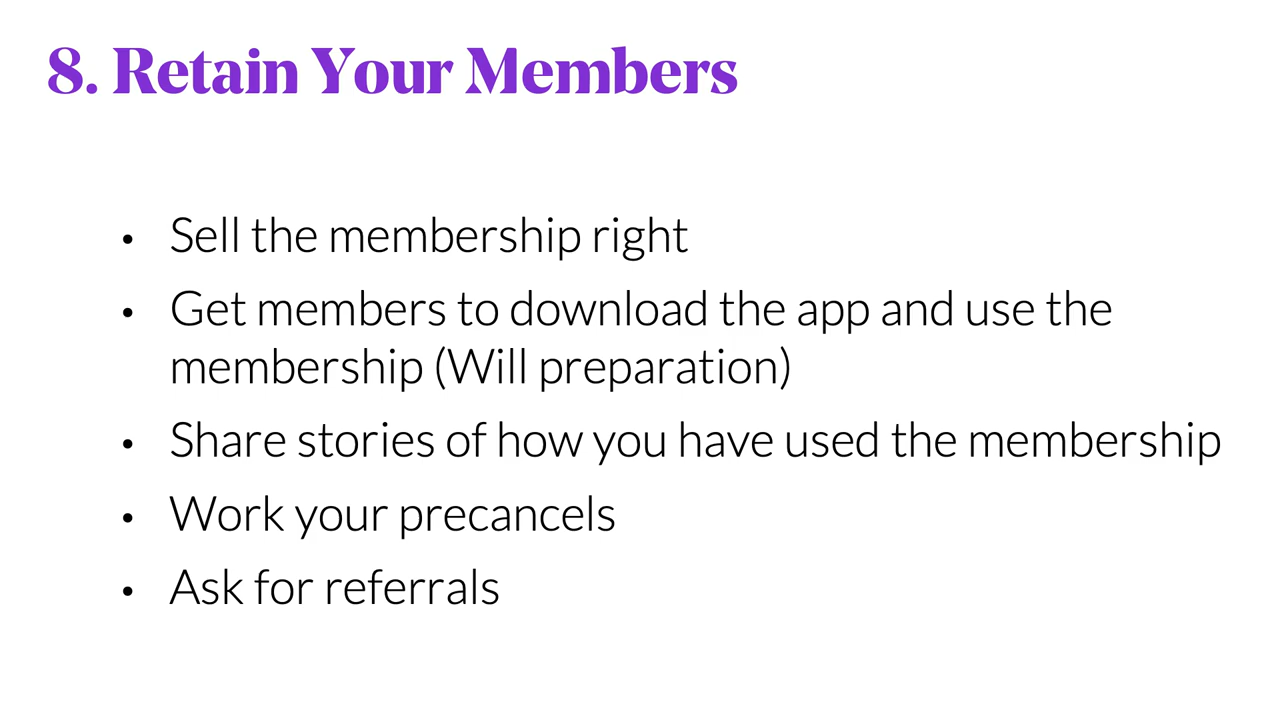 8. Retain Your Members
• Sell the membership right
• Get members to download the app and use the
membership (Will preparation)
• Share stories of how you have used the membership
• Work your precancels
• Ask for referrals